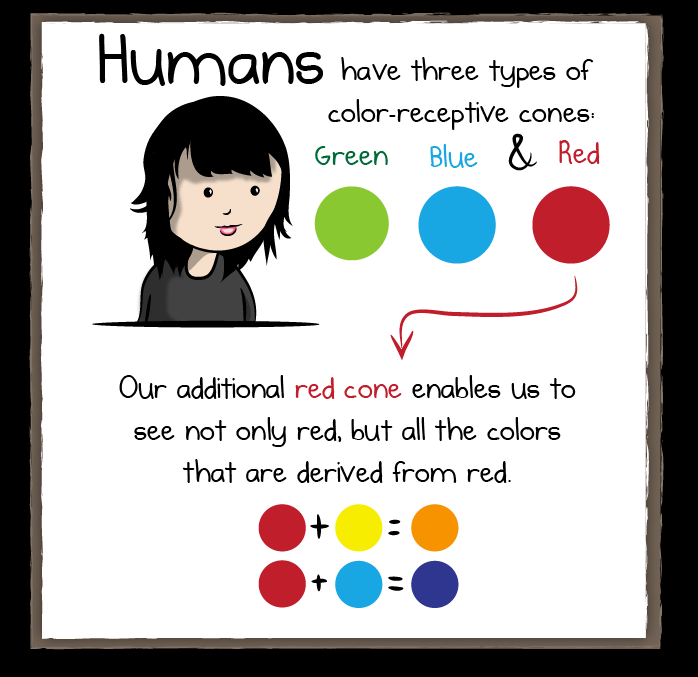 Humans have three types of
color-receptive cones:
Green Blue & Red
Our additional red cone enables us to
see not only red, but all the colors
that are derived from red.
+ =
+ =